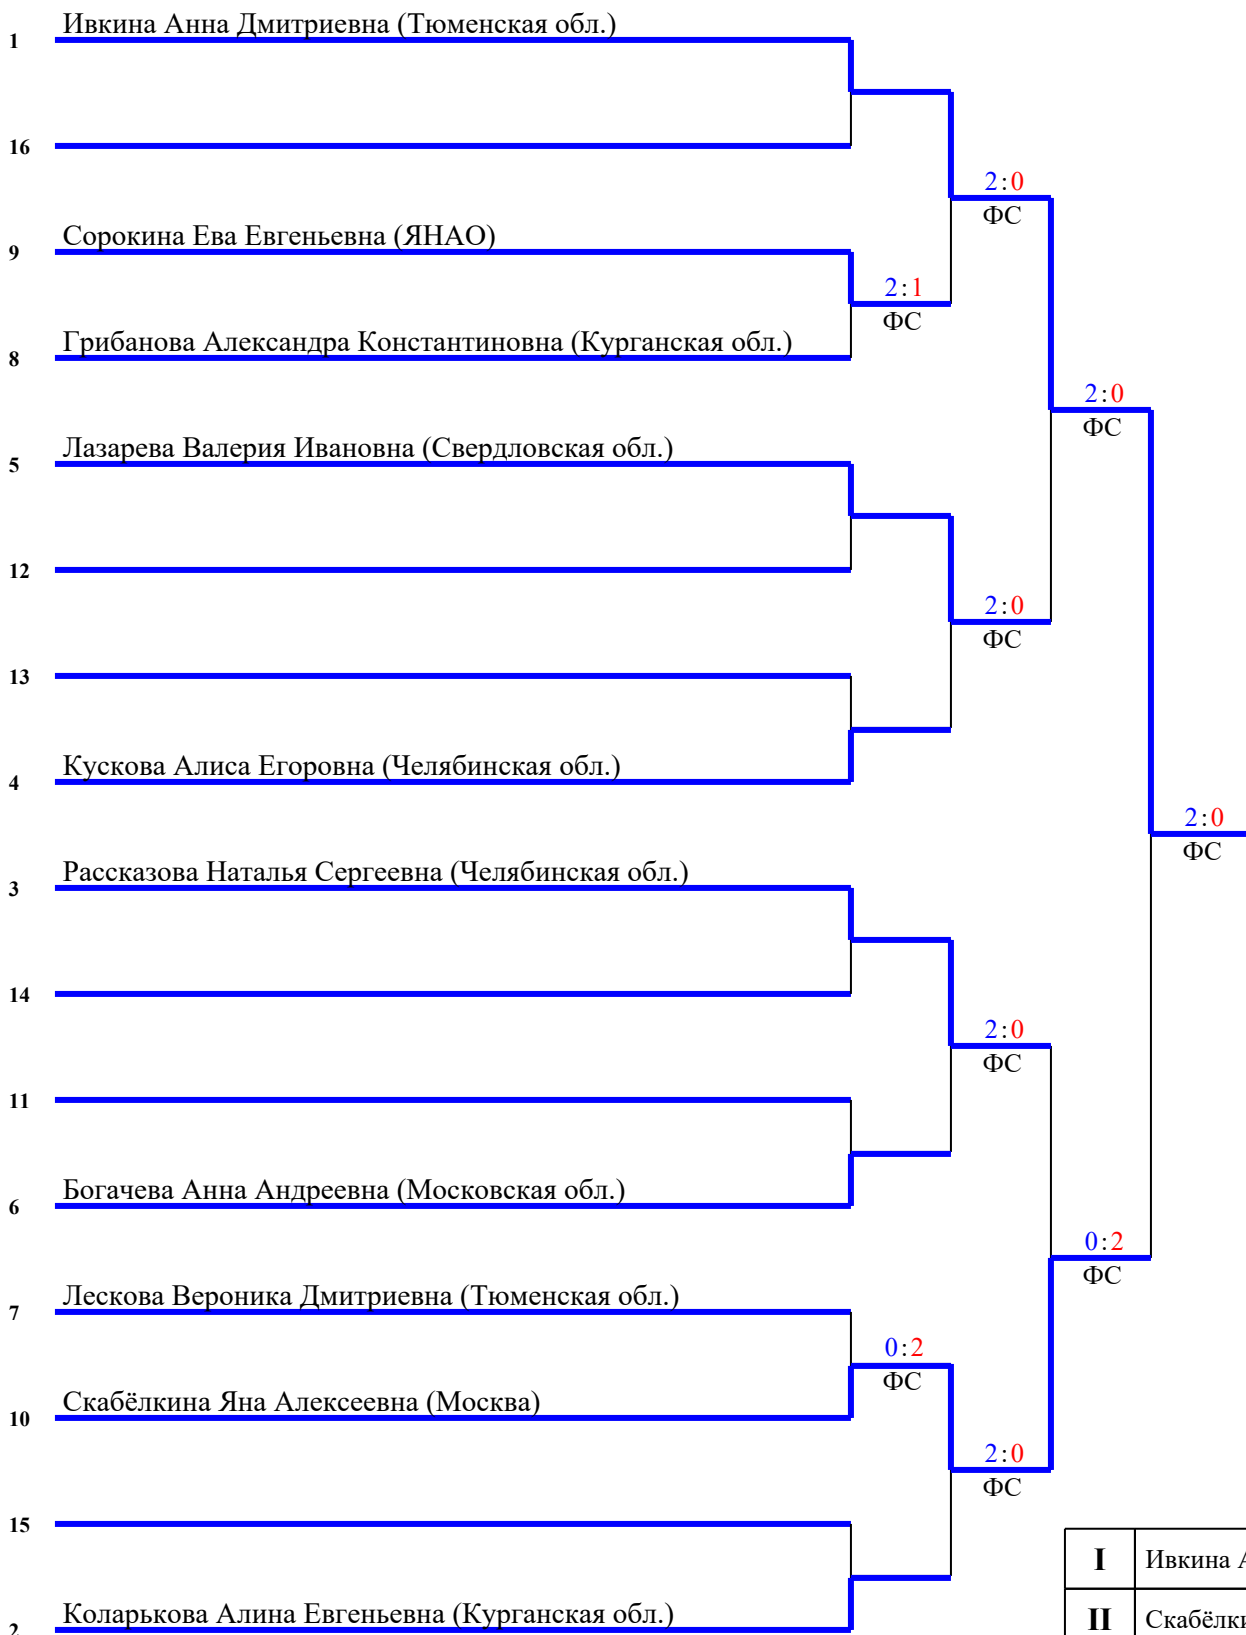 1 Ивкина Анна Дмитриевна (Тюменская обл.)
16
2:0
ФС
9 Сорокина Ева Евгеньевна (ЯНАО)
2:1
ФС
8 Грибанова Александра Константиновна (Курганская обл.)
2:0
ФС
5 Лазарева Валерия Ивановна (Свердловская обл.)
12
2:0
ФС
13
4 Кускова Алиса Егоровна (Челябинская обл.)
2:0
ФС
3 Рассказова Наталья Сергеевна (Челябинская обл.)
14
2:0
ФС
11
6 Богачева Анна Андреевна (Московская обл.)
0:2
ФС
7 Лескова Вероника Дмитриевна (Тюменская обл.)
0:2
ФС
10 Скабёлкина Яна Алексеевна (Москва)
2:0
ФС
15
I Ивкина А
2 Коларькова Алина Евгеньевна (Курганская обл.)
II Скабёлки